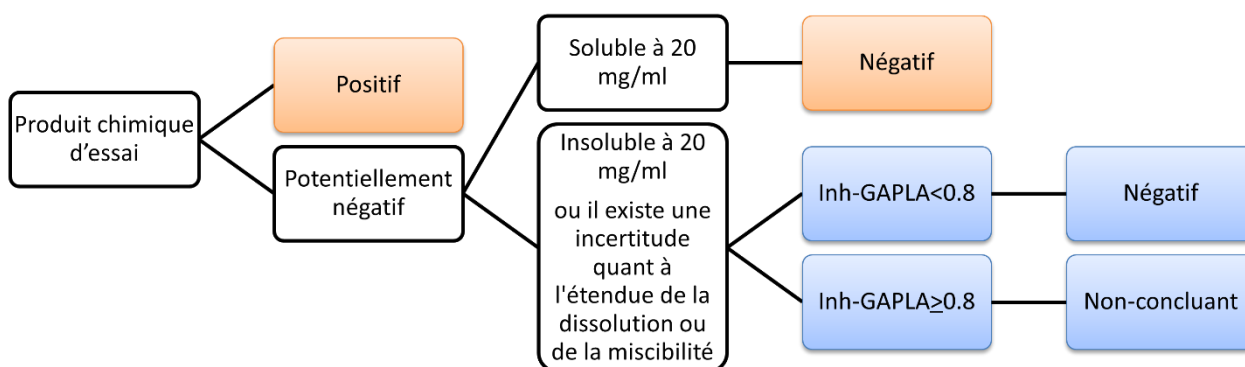 Produit chimique
d’essai
Positif
Potentiellement
négatif
Soluble à 20
mg/ml
Négatif
Insoluble à 20
mg/ml
ou il existe une
incertitude
quant à
l'étendue de la
dissolution ou
de la miscibilité
Inh-GAPLA<0.8
Négatif
Inh-GAPLA≥0.8
Non-concluant